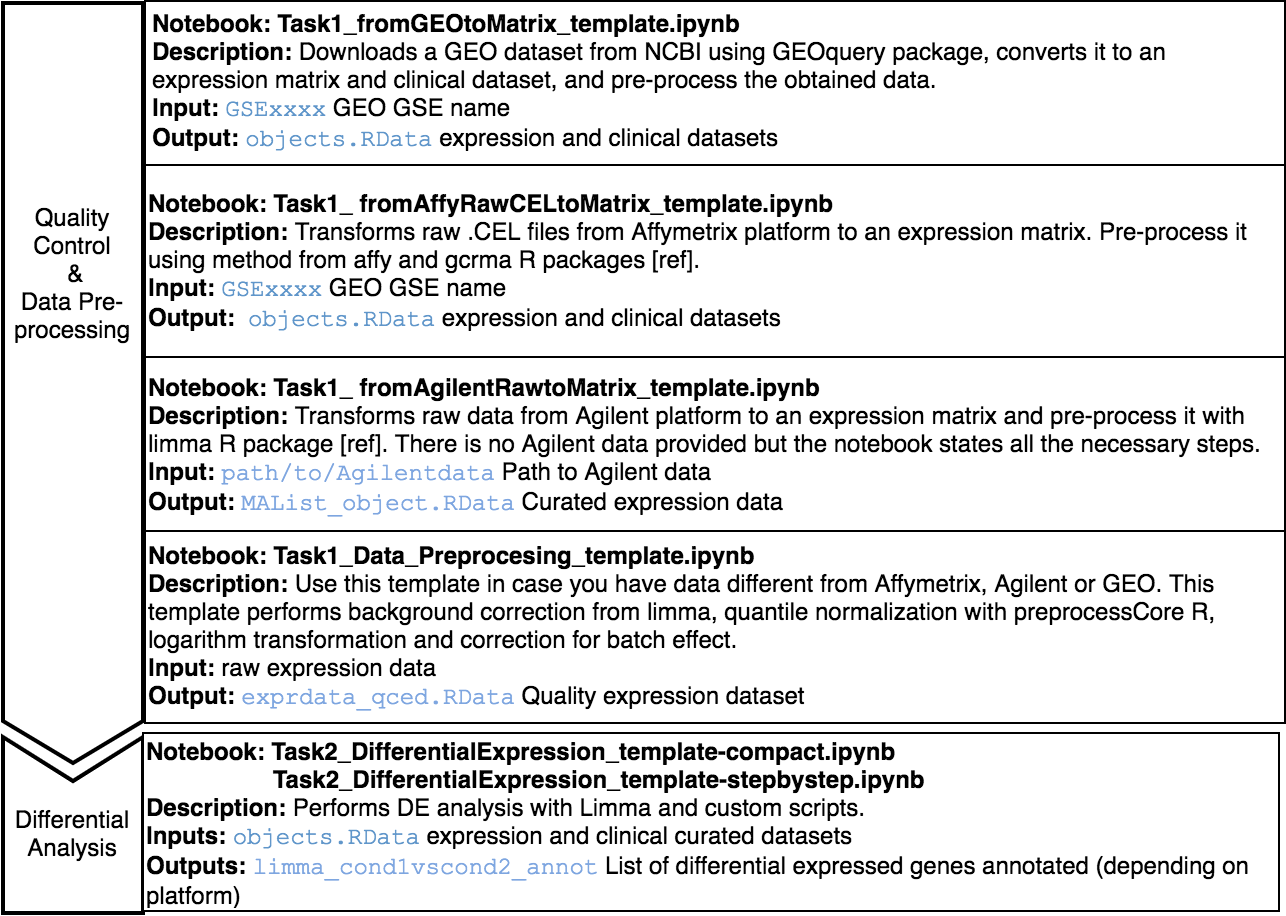 Quality
Control
&
Data Pre-
processing
Notebook: Task1_fromGEOtoMatrix_template.ipynb
Description: Downloads a GEO dataset from NCBI using GEOquery package, converts it to an
expression matrix and clinical dataset, and pre-process the obtained data.
Input: GSExxxx GEO GSE name
Output: objects.RData expression and clinical datasets
Notebook: Task1_ fromAffyRawCELtoMatrix_template.ipynb
Description: Transforms raw .CEL files from Affymetrix platform to an expression matrix. Pre-process it
using method from affy and gcrma R packages [ref].
Input: GSExxxx GEO GSE name
Output: objects.RData expression and clinical datasets
Notebook: Task1_ fromAgilentRawtoMatrix_template.ipynb
Description: Transforms raw data from Agilent platform to an expression matrix and pre-process it with
limma R package [ref]. There is no Agilent data provided but the notebook states all the necessary steps.
Input: path/to/Agilentdata Path to Agilent data
Output: MAList_object.RData Curated expression data
Notebook: Task1_Data_Preprocesing_template.ipynb
Description: Use this template in case you have data different from Affymetrix, Agilent or GEO. This
template performs background correction from limma, quantile normalization with preprocessCore R,
logarithm transformation and correction for batch effect.
Input: raw expression data
Output: exprdata_qced.RData Quality expression dataset
Differential
Analysis
Notebook: Task2_DifferentialExpression_template-compact.ipynb
Task2_DifferentialExpression_template-stepbystep.ipynb
Description: Performs DE analysis with Limma and custom scripts.
Inputs: objects.RData expression and clinical curated datasets
Outputs: limma_cond1vscond2_annot List of differential expressed genes annotated (depending on
platform)